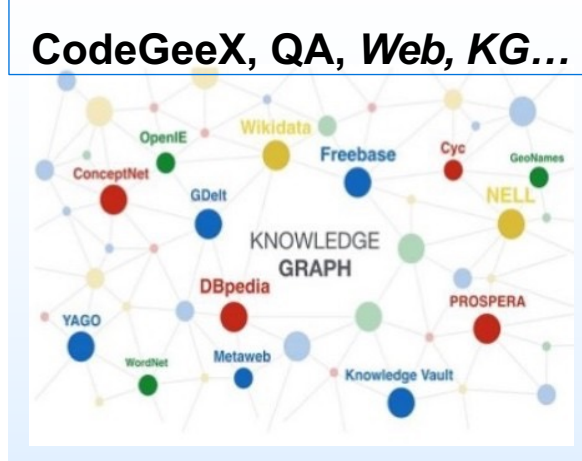 CodeGeeX, QA, Web, KG…
OpenIE
Wikidata
Freebase
Cyc
GeoNames
ConceptNet
GDelt
NELL
KNOWLEDGE
GRAPH
DBpedia
PROSPERA
YAGO
WordNet
Metaweb
Knowledge Vault